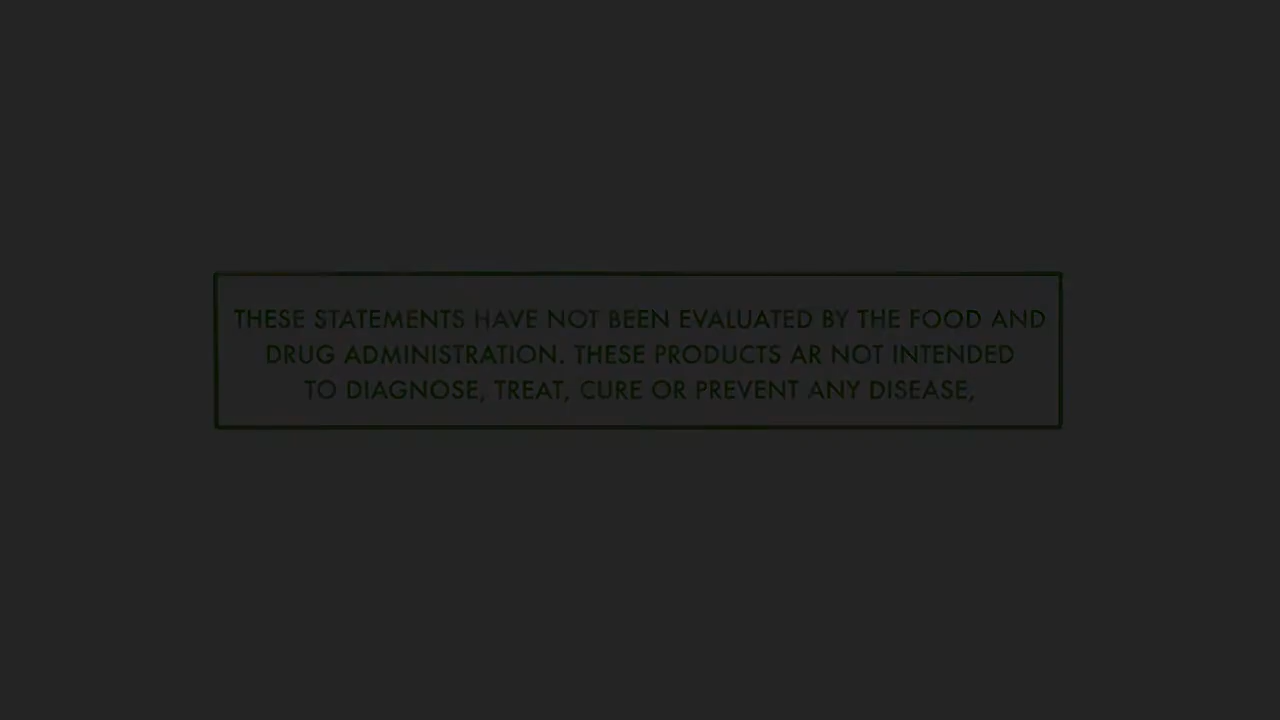 THESE STATEMENTS HAVE NOT BEEN EVALUATED BY THE FOOD AND
DRUG ADMINISTRATION. THESE PRODUCTS AR NOT INTENDED
TO DIAGNOSE, TREAT, CURE OR PREVENT ANY DISEASE,